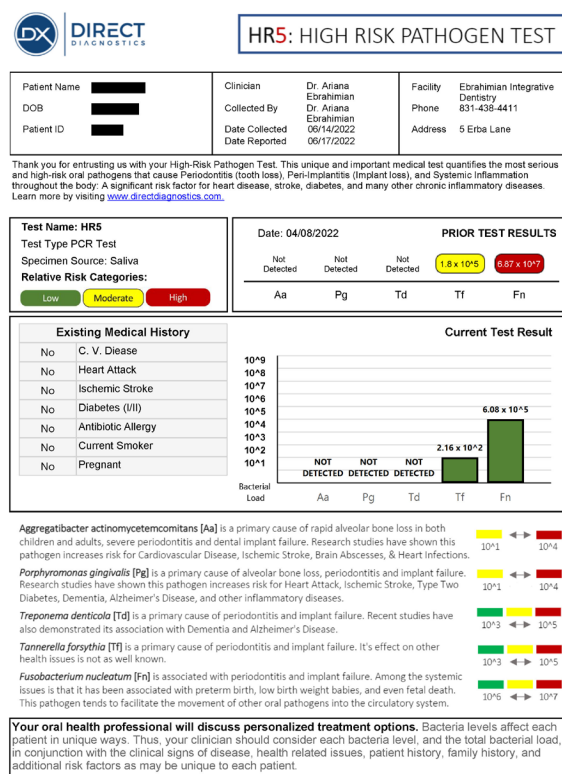 DX DIRECT
DIAGNOSTICS
HR5: HIGH RISK PATHOGEN TEST
Patient Name
DOB
Patient ID
Clinician Dr. Ariana
Ebrahimian
Collected By Dr. Ariana
Ebrahimian
Date Collected 06/14/2022
Date Reported 06/17/2022
Facility Ebrahimian Integrative
Dentistry
Phone 831-438-4411
Address 5 Erba Lane
Thank you for entrusting us with your High-Risk Pathogen Test. This unique and important medical test quantifies the most serious
and high-risk oral pathogens that cause Periodontitis (tooth loss), Peri-Implantitis (Implant loss), and Systemic Inflammation
throughout the body: A significant risk factor for heart disease, stroke, diabetes, and many other chronic inflammatory diseases.
Learn more by visiting www.directdiagnostics.com.
Test Name: HR5
Test Type PCR Test
Specimen Source: Saliva
Relative Risk Categories:
Low Moderate High
Date: 04/08/2022 PRIOR TEST RESULTS
Not Detected Not Detected Not Detected 1.8 x 10^5 6.87 x 10^7
Aa Pg Td Tf Fn
Existing Medical History
No C. V. Diease
No Heart Attack
No Ischemic Stroke
No Diabetes (I/II)
No Antibiotic Allergy
No Current Smoker
No Pregnant
Current Test Result
10^9
10^8
10^7
10^6
10^5
10^4
10^3
10^2
10^1
Bacterial
Load
NOT DETECTED NOT DETECTED NOT DETECTED 2.16 x 10^2 6.08 x 10^5
Aa Pg Td Tf Fn
Aggregatibacter actinomycetemcomitans [Aa] is a primary cause of rapid alveolar bone loss in both
children and adults, severe periodontitis and dental implant failure. Research studies have shown this
pathogen increases risk for Cardiovascular Disease, Ischemic Stroke, Brain Abscesses, & Heart Infections.
10^1 10^4
Porphyromonas gingivalis [Pg] is a primary cause of alveolar bone loss, periodontitis and implant failure.
Research studies have shown this pathogen increases risk for Heart Attack, Ischemic Stroke, Type Two
Diabetes, Dementia, Alzheimer's Disease, and other inflammatory diseases.
10^1 10^4
Treponema denticola [Td] is a primary cause of periodontitis and implant failure. Recent studies have
also demonstrated its association with Dementia and Alzheimer's Disease.
10^3 10^5
Tannerella forsythia [Tf] is a primary cause of periodontitis and implant failure. It's effect on other
health issues is not as well known.
10^3 10^5
Fusobacterium nucleatum [Fn] is associated with periodontitis and implant failure. Among the systemic
issues is that it has been associated with preterm birth, low birth weight babies, and even fetal death.
This pathogen tends to facilitate the movement of other oral pathogens into the circulatory system.
10^6 10^7
Your oral health professional will discuss personalized treatment options. Bacteria levels affect each
patient in unique ways. Thus, your clinician should consider each bacteria level, and the total bacterial load,
in conjunction with the clinical signs of disease, health related issues, patient history, family history, and
additional risk factors as may be unique to each patient.